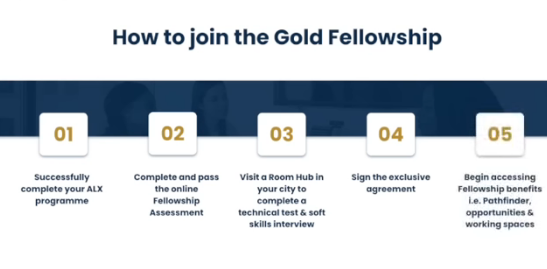 How to join the Gold Fellowship
01
Successfully
complete your ALX
programme
02
Complete and pass
the online
Fellowship
Assessment
03
Visit a Room Hub in
your city to
complete a
technical test & soft
skills interview
04
Sign the exclusive
agreement
05
Begin accessing
Fellowship benefits
i.e. Pathfinder,
opportunities &
working spaces